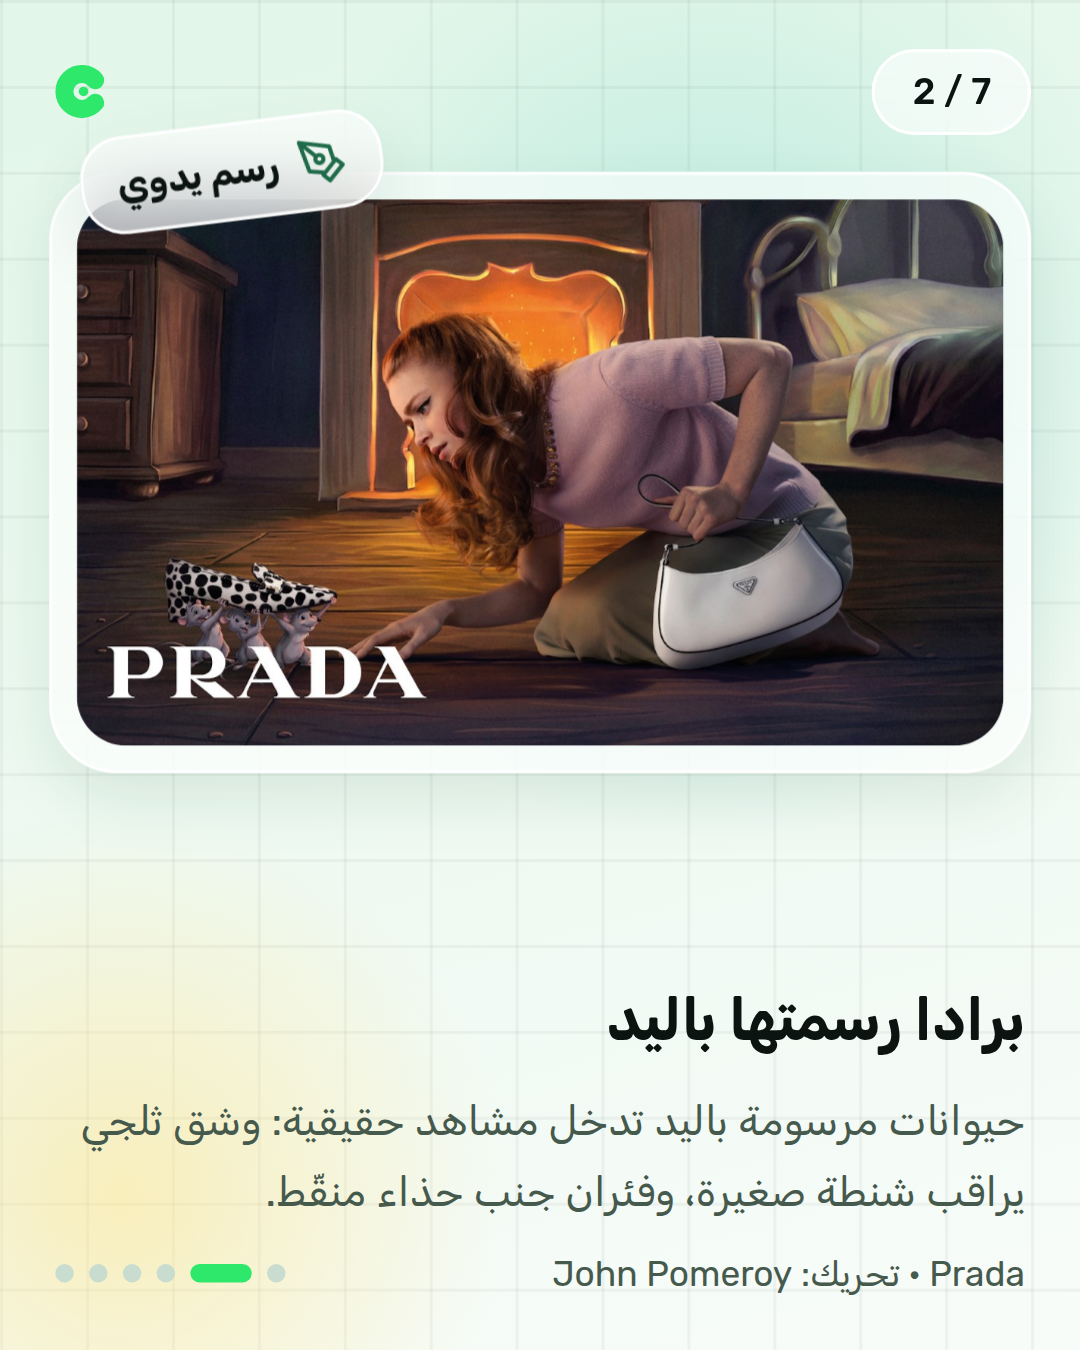 2 / 7
رسم يدوي
PRADA
برادا رسمتها باليد
حيوانات مرسومة باليد تدخل مشاهد حقيقية: وشق ثلجي
يراقب شنطة صغيرة، وفئران جنب حذاء منقّط.
Prada • تحريك: John Pomeroy